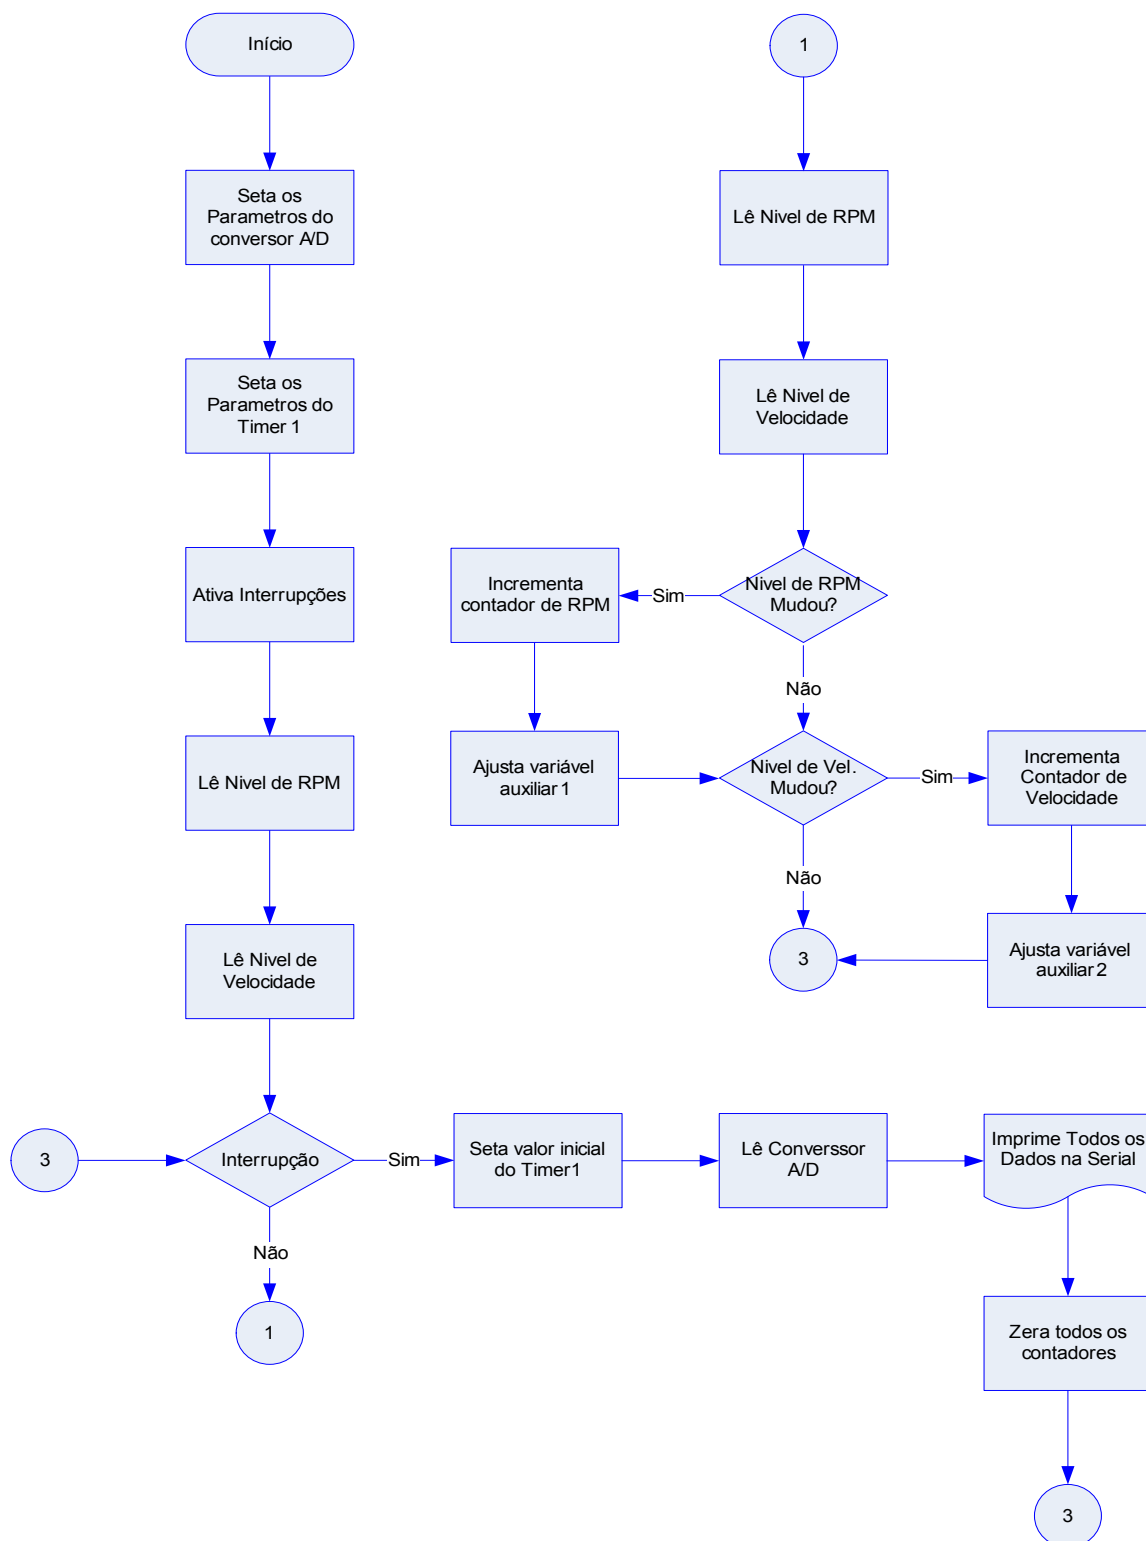 Início
Seta os
Parametros do
conversor A/D
Seta os
Parametros do
Timer 1
Ativa Interrupções
Lê Nivel de RPM
Lê Nivel de
Velocidade
3
Interrupção
Sim
Não
1
Seta valor inicial
do Timer1
Lê Converssor
A/D
Imprime Todos os
Dados na Serial
Zera todos os
contadores
3
1
Lê Nivel de RPM
Lê Nivel de
Velocidade
Nivel de RPM
Mudou?
Sim
Incrementa
contador de RPM
Ajusta variável
auxiliar 1
Não
Nivel de Vel.
Mudou?
Sim
Incrementa
Contador de
Velocidade
Ajusta variável
auxiliar 2
Não
3